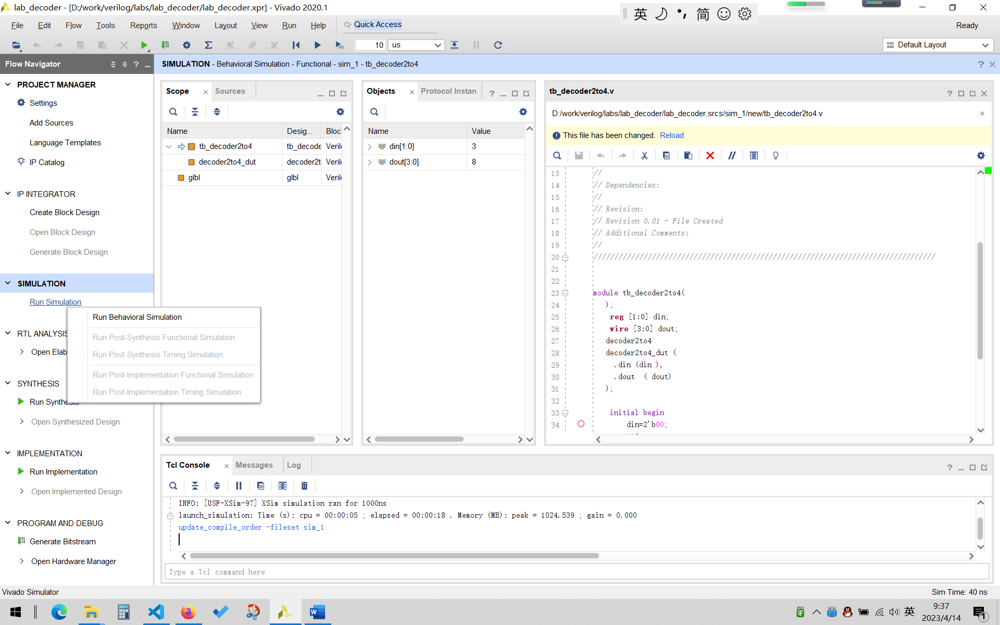 lab_decoder - [D:/work/verilog/labs/lab_decoder/lab_decoder.xpr] - Vivado 2020.1
英 简
File Edit Flow Tools Reports Window Layout View Run Help Quick Access
Ready
10 us
Default Layout
Flow Navigator
SIMULATION - Behavioral Simulation - Functional - sim_1 - tb_decoder2to4
PROJECT MANAGER
Settings
Add Sources
Language Templates
IP Catalog
IP INTEGRATOR
Create Block Design
Open Block Design
Generate Block Design
SIMULATION
Run Simulation
Run Behavioral Simulation
Run Post-Synthesis Functional Simulation
Run Post-Synthesis Timing Simulation
Run Post-Implementation Functional Simulation
Run Post-Implementation Timing Simulation
RTL ANALYSIS
Open Elab
SYNTHESIS
Run Synthesis
Open Synthesized Design
IMPLEMENTATION
Run Implementation
Open Implemented Design
PROGRAM AND DEBUG
Generate Bitstream
Open Hardware Manager
Scope Sources
Name Desig... Bloc
tb_decoder2to4 tb_decode Veril
decoder2to4_dut decoder2t Veril
glbl glbl Veril
Objects Protocol Instan
Name Value
din[1:0] 3
dout[3:0] 8
tb_decoder2to4.v
D:/work/verilog/labs/lab_decoder/lab_decoder.srcs/sim_1/new/tb_decoder2to4.v
This file has been changed. Reload
13 //
14 // Dependencies:
15 //
16 // Revision:
17 // Revision 0.01 - File Created
18 // Additional Comments:
19 //
20 //////////////////////////////////////////////////////////////////////////////////
21
22
23 module tb_decoder2to4(
24 );
25 reg [1:0] din;
26 wire [3:0] dout;
27 decoder2to4
28 decoder2to4_dut (
29 .din (din ),
30 .dout ( dout)
31 );
32
33 initial begin
34 din=2'b00;
Tcl Console Messages Log
INFO: [USF-XSim-97] XSim simulation ran for 1000ns
launch_simulation: Time (s): cpu = 00:00:05 ; elapsed = 00:00:18 . Memory (MB): peak = 1024.539 ; gain = 0.000
update_compile_order -fileset sim_1
Type a Tcl command here
Vivado Simulator
Sim Time: 40 ns
英
9:37
2023/4/14
1